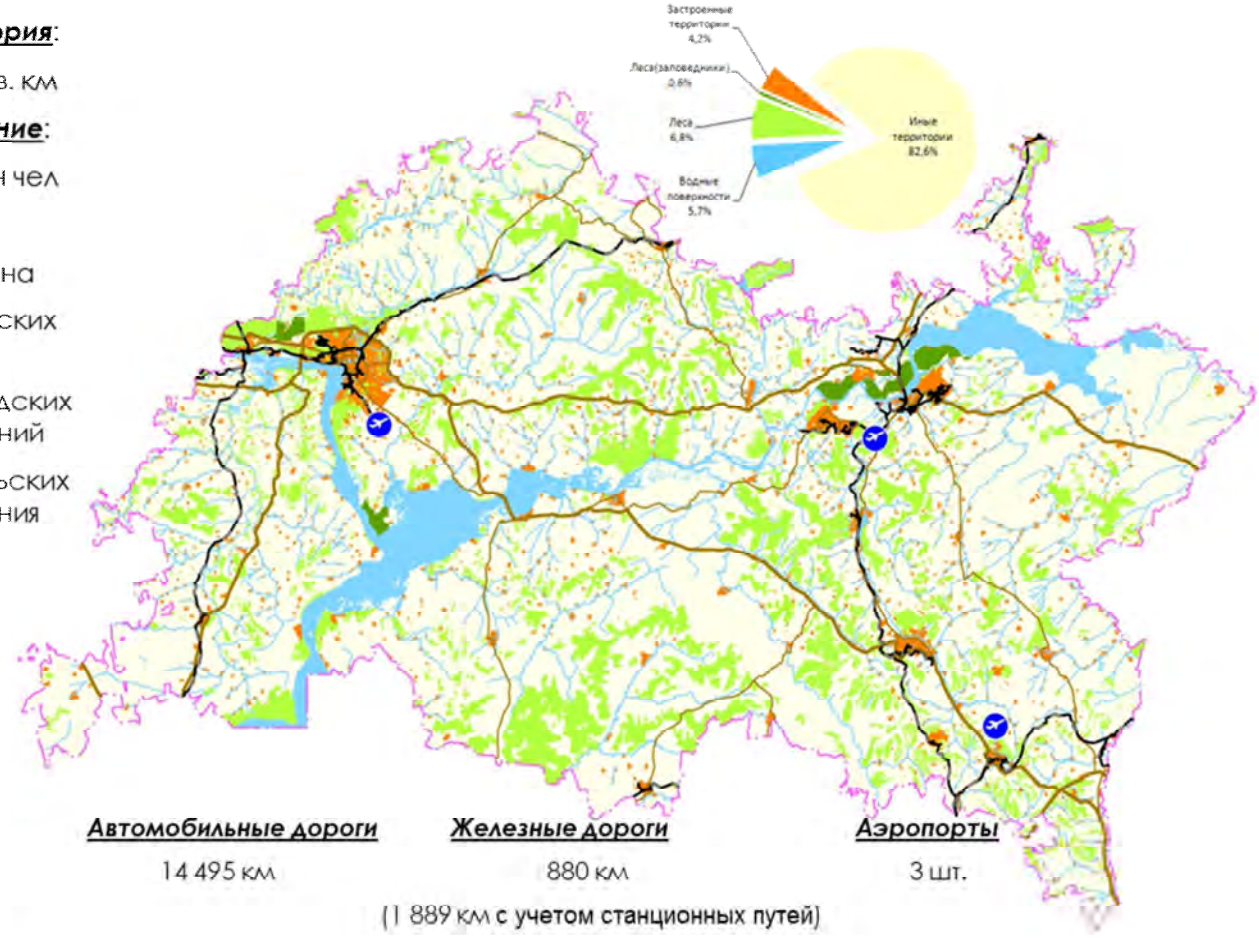 ория:
в. км
ние:
н чел
на
ских
дских
ний
ьских
ния
Застроенные
территории
4,2%
Леса(заповедники)
0,6%
Леса
6,8%
Водные
поверхности
5,7%
Иные
территории
82,6%
Автомобильные дороги
14 495 км
Железные дороги
880 км
(1 889 км с учетом станционных путей)
Аэропорты
3 шт.